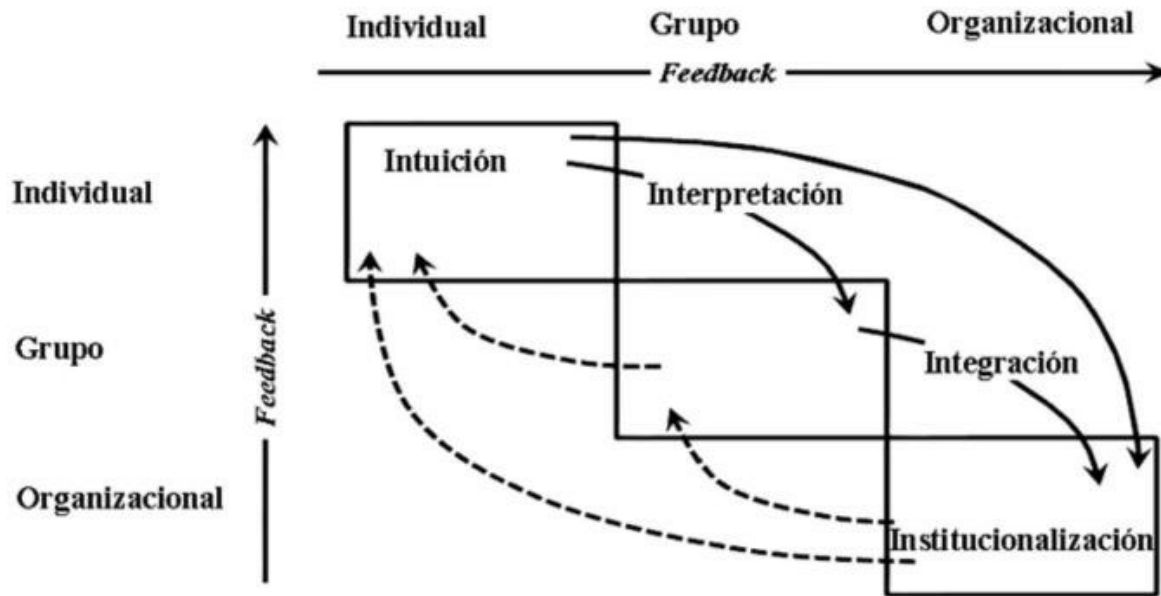 Individual Grupo Organizacional
Feedback
Intuición
Individual
Interpretación
Grupo
Feedback
Integración
Organizacional
Institucionalización